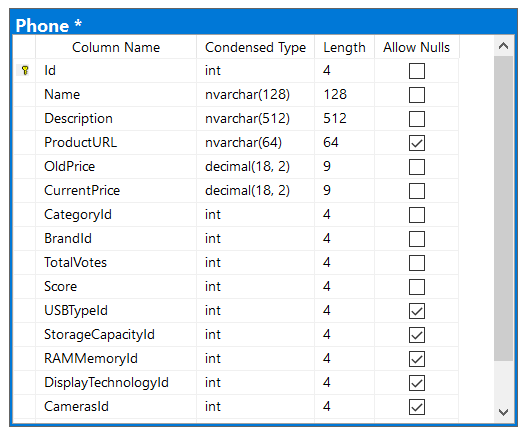 Phone *
Column Name Condensed Type Length Allow Nulls
Id int 4
Name nvarchar(128) 128
Description nvarchar(512) 512
ProductURL nvarchar(64) 64
OldPrice decimal(18, 2) 9
CurrentPrice decimal(18, 2) 9
CategoryId int 4
BrandId int 4
TotalVotes int 4
Score int 4
USBTypeId int 4
StorageCapacityId int 4
RAMMemoryId int 4
DisplayTechnologyId int 4
CamerasId int 4